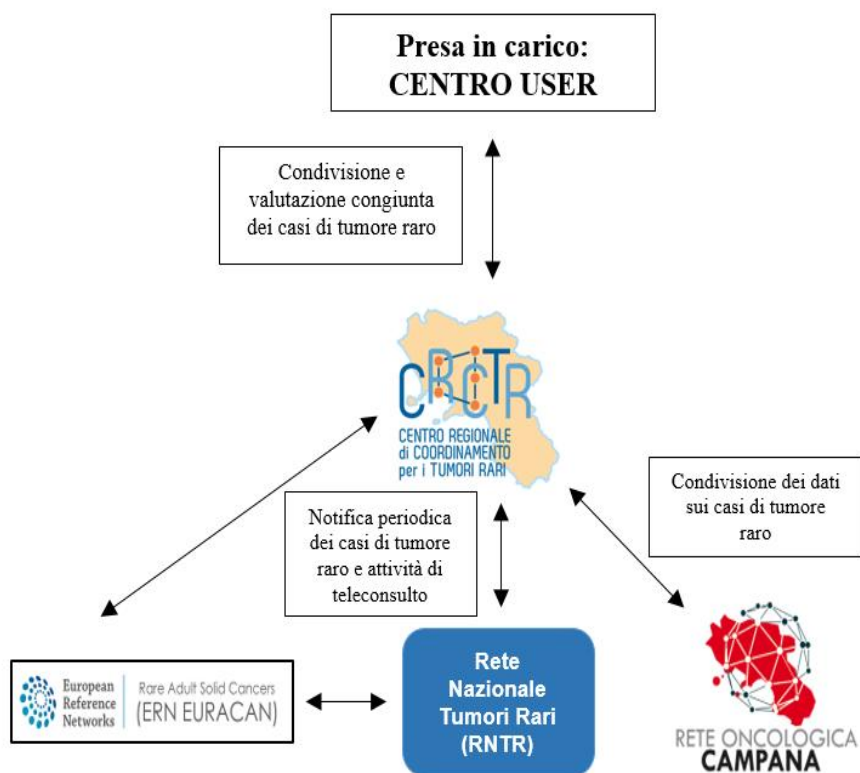 Presa in carico:
CENTRO USER
Condivisione e
valutazione congiunta
dei casi di tumore raro
CRCTR
CENTRO REGIONALE
di COORDINAMENTO
per i TUMORI RARI
Condivisione dei dati
sui casi di tumore
raro
Notifica periodica
dei casi di tumore
raro e attività di
teleconsulto
European
Reference
Networks
Rare Adult Solid Cancers
(ERN EURACAN)
Rete
Nazionale
Tumori Rari
(RNTR)
RETE ONCOLOGICA
CAMPANA